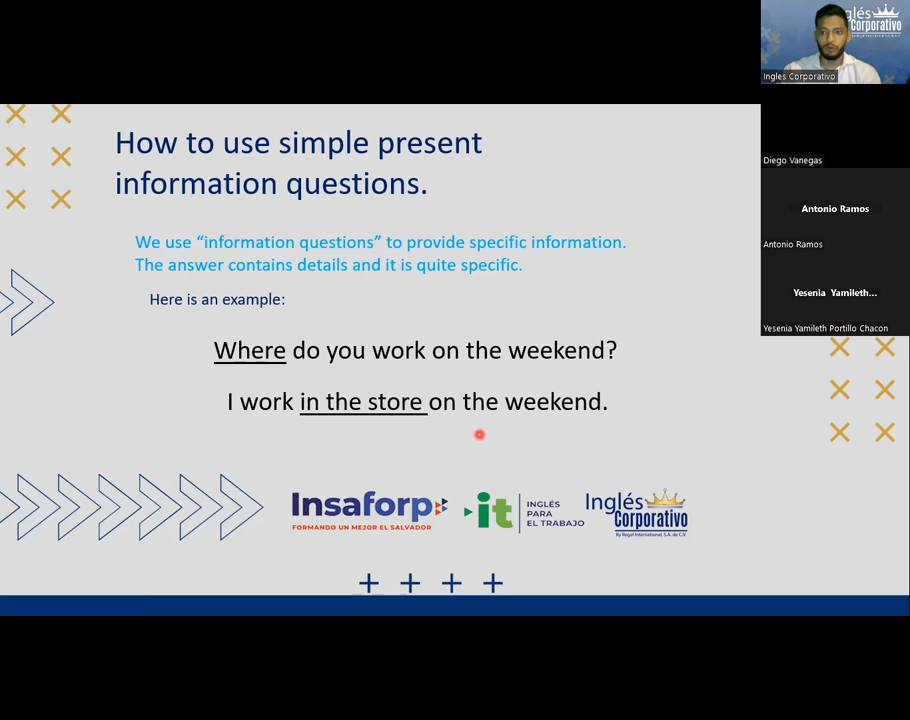 Inglés Corporativo
Ingles Corporativo
How to use simple present
information questions.
We use “information questions” to provide specific information.
The answer contains details and it is quite specific.
Here is an example:
Where do you work on the weekend?
I work in the store on the weekend.
Diego Vanegas
Antonio Ramos
Antonio Ramos
Yesenia Yamileth...
Yesenia Yamileth Portillo Chacon
Insaforp
FORMANDO UN MEJOR EL SALVADOR
it
INGLÉS
PARA
EL TRABAJO
Inglés
Corporativo
By Regal International, S.A. de C.V.